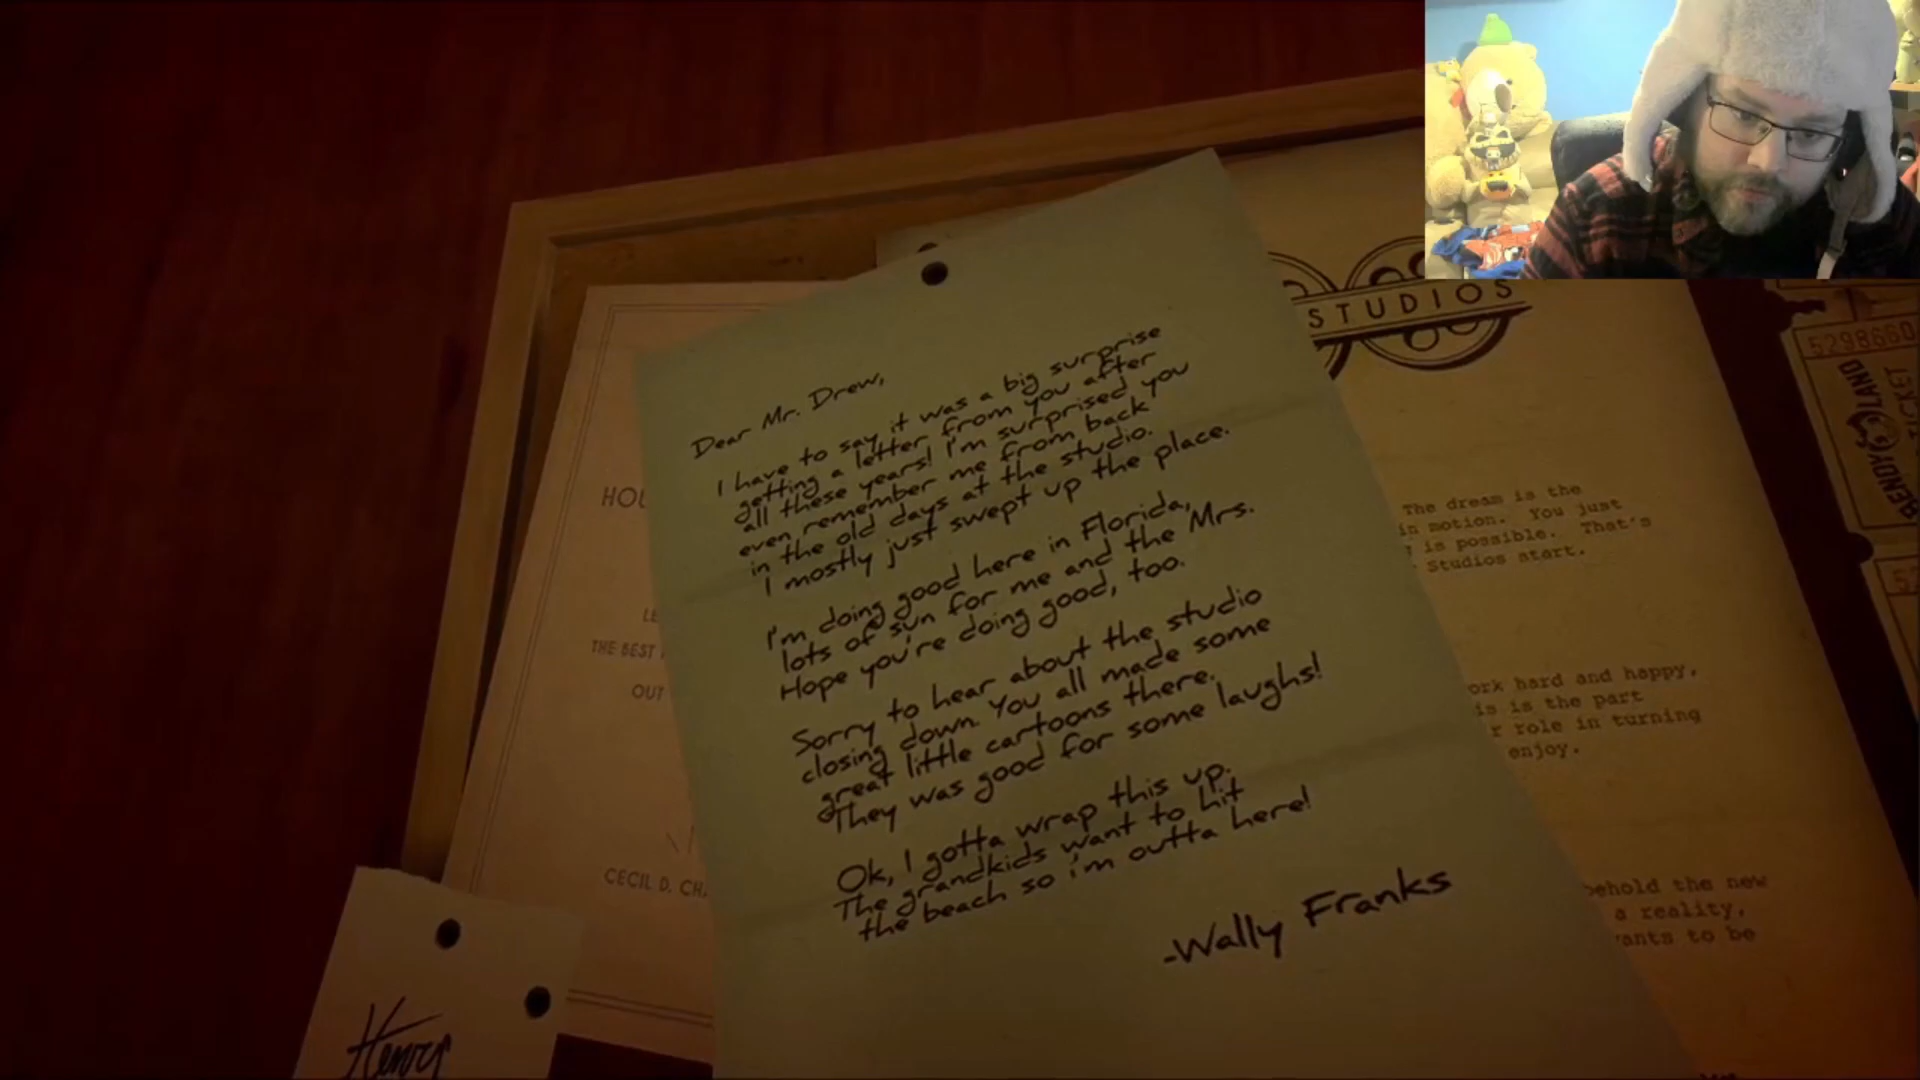 Dear Mr. Drew,
I have to say it was a big surprise
getting a letter from you after
all these years! I'm surprised you
even remember me from back
in the old days at the studio.
I mostly just swept up the place.
I'm doing good here in Florida,
lots of sun for me and the Mrs.
Hope you're doing good, too.
Sorry to hear about the studio
closing down. You all made some
great little cartoons there.
They was good for some laughs!
Ok, I gotta wrap this up.
The grandkids want to hit
the beach so i'm outta here!
-Wally Franks
STUDIOS
The dream is the
in motion. You just
is possible. That's
Studios start.
work hard and happy,
is is the part
r role in turning
enjoy.
behold the new
a reality,
wants to be
HOU
THE BEST
OUT
CECIL D. CHA
Henry
5298660
BENDY LAND
TICKET